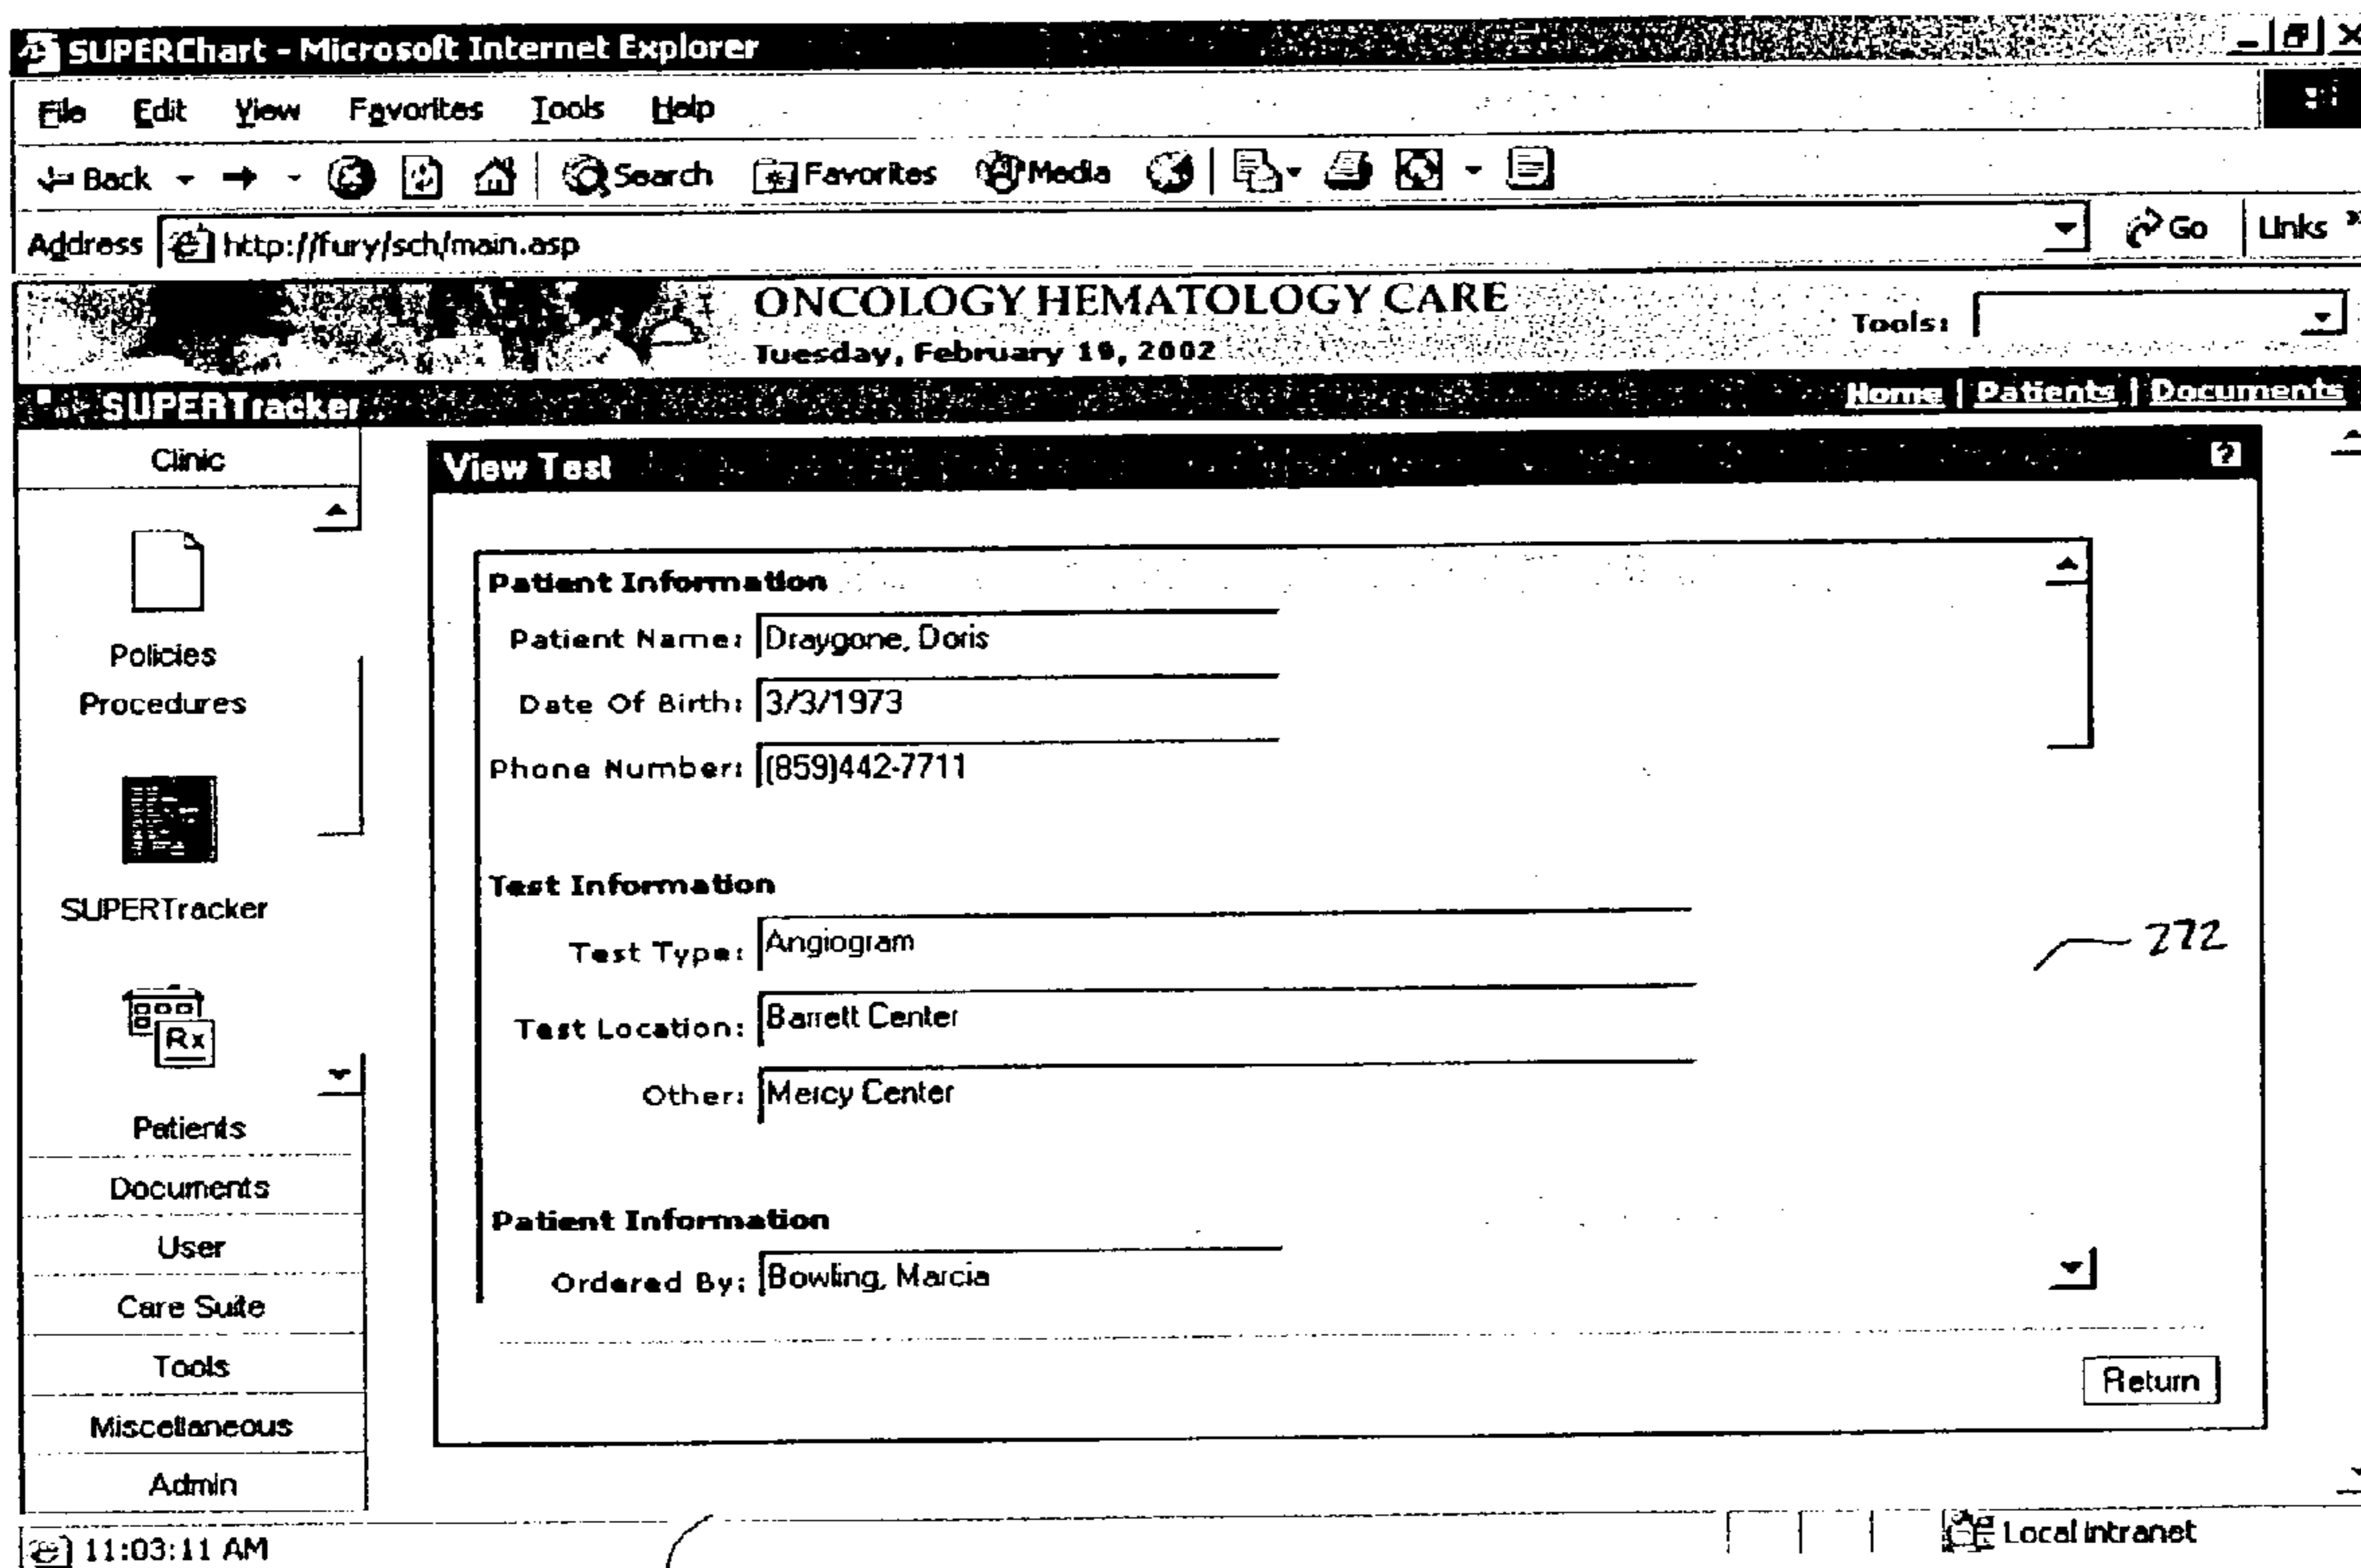 SUPERChart - Microsoft Internet Explorer
File Edit View Favorites Tools Help
Back Search Favorites Media
Address http://fury/sch/main.asp Go Links »
ONCOLOGY HEMATOLOGY CARE
Tools:
Tuesday, February 19, 2002
SUPERTracker Home | Patients | Documents
Clinic
Policies
Procedures
SUPERTracker
Rx
Patients
Documents
User
Care Suite
Tools
Miscellaneous
Admin
View Test ?
Patient Information
Patient Name: Draygone, Doris
Date Of Birth: 3/3/1973
Phone Number: (859)442-7711
Test Information
Test Type: Angiogram
272
Test Location: Barrett Center
Other: Mercy Center
Patient Information
Ordered By: Bowling, Marcia
Return
11:03:11 AM Local intranet